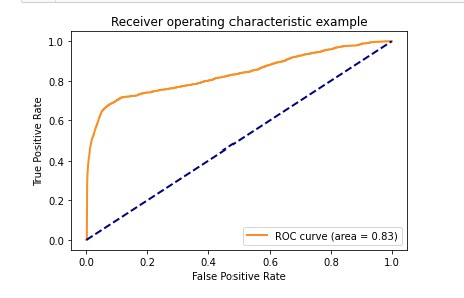 Receiver operating characteristic example
1.0
0.8
0.6
0.4
0.2
0.0
True Positive Rate
ROC curve (area = 0.83)
0.0 0.2 0.4 0.6 0.8 1.0
False Positive Rate